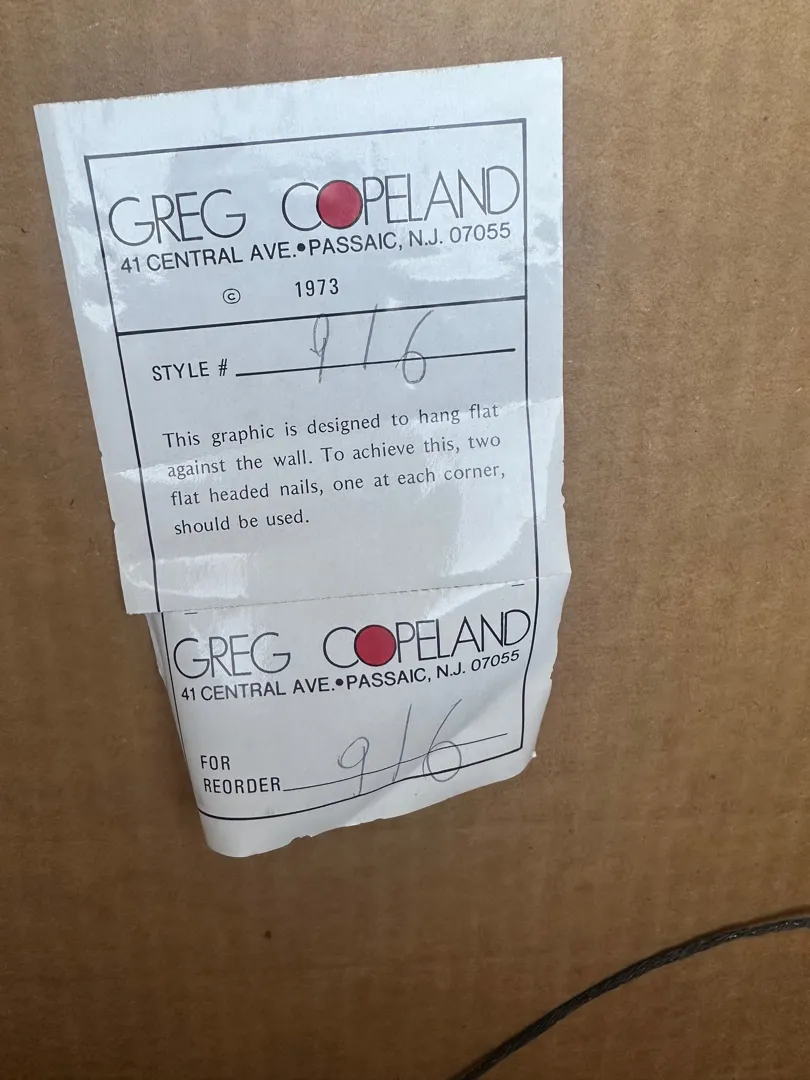 GREG COPELAND
41 CENTRAL AVE.•PASSAIC, N.J. 07055
© 1973
STYLE # 916
This graphic is designed to hang flat
against the wall. To achieve this, two
flat headed nails, one at each corner,
should be used.
GREG COPELAND
41 CENTRAL AVE.•PASSAIC, N.J. 07055
FOR
REORDER 916